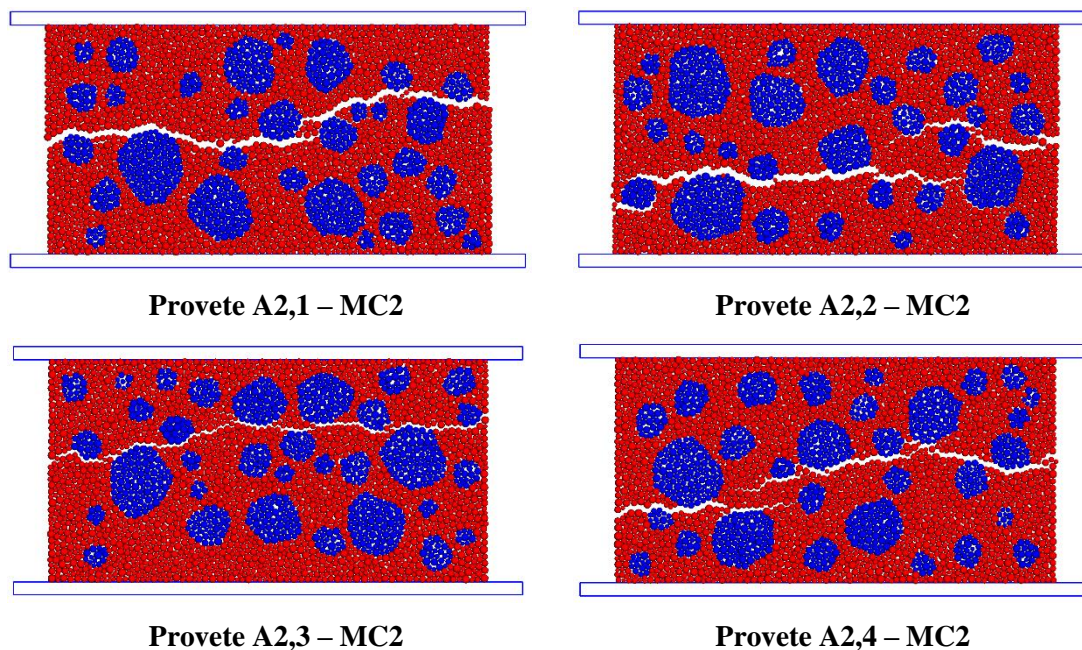 Provete A2,1 – MC2
Provete A2,2 – MC2
Provete A2,3 – MC2
Provete A2,4 – MC2